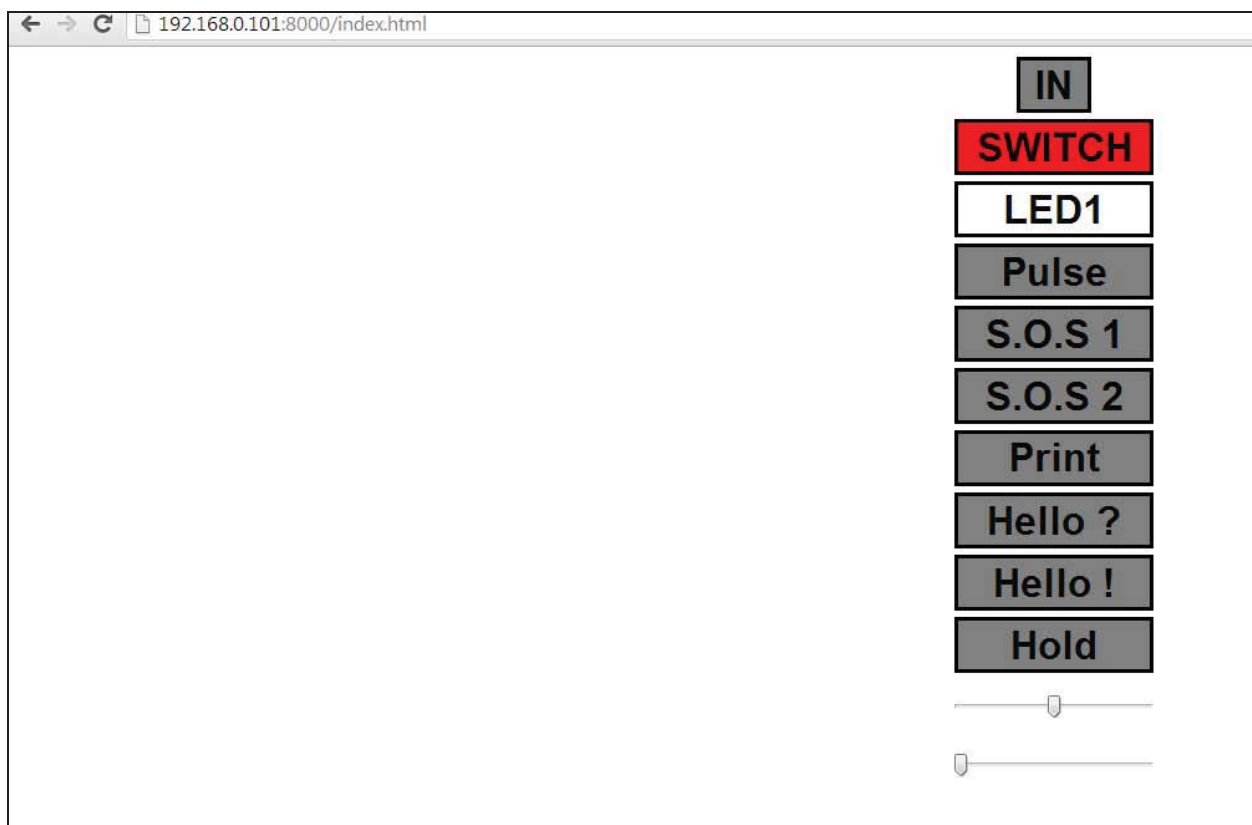 192.168.0.101:8000/index.html
IN
SWITCH
LED1
Pulse
S.O.S 1
S.O.S 2
Print
Hello ?
Hello !
Hold